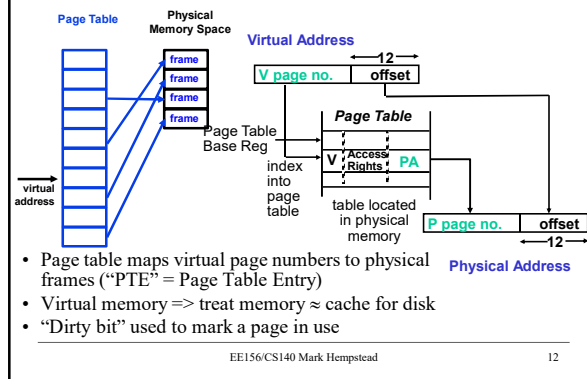 Page Table
Physical
Memory Space
frame
frame
frame
frame
virtual
address
Virtual Address
12
V page no.
offset
Page Table
Page Table
Base Reg
V
Access
Rights
PA
index
into
page
table
table located
in physical
memory
P page no.
offset
12
Physical Address
• Page table maps virtual page numbers to physical
frames (“PTE” = Page Table Entry)
• Virtual memory => treat memory ≈ cache for disk
• “Dirty bit” used to mark a page in use
EE156/CS140 Mark Hempstead
12